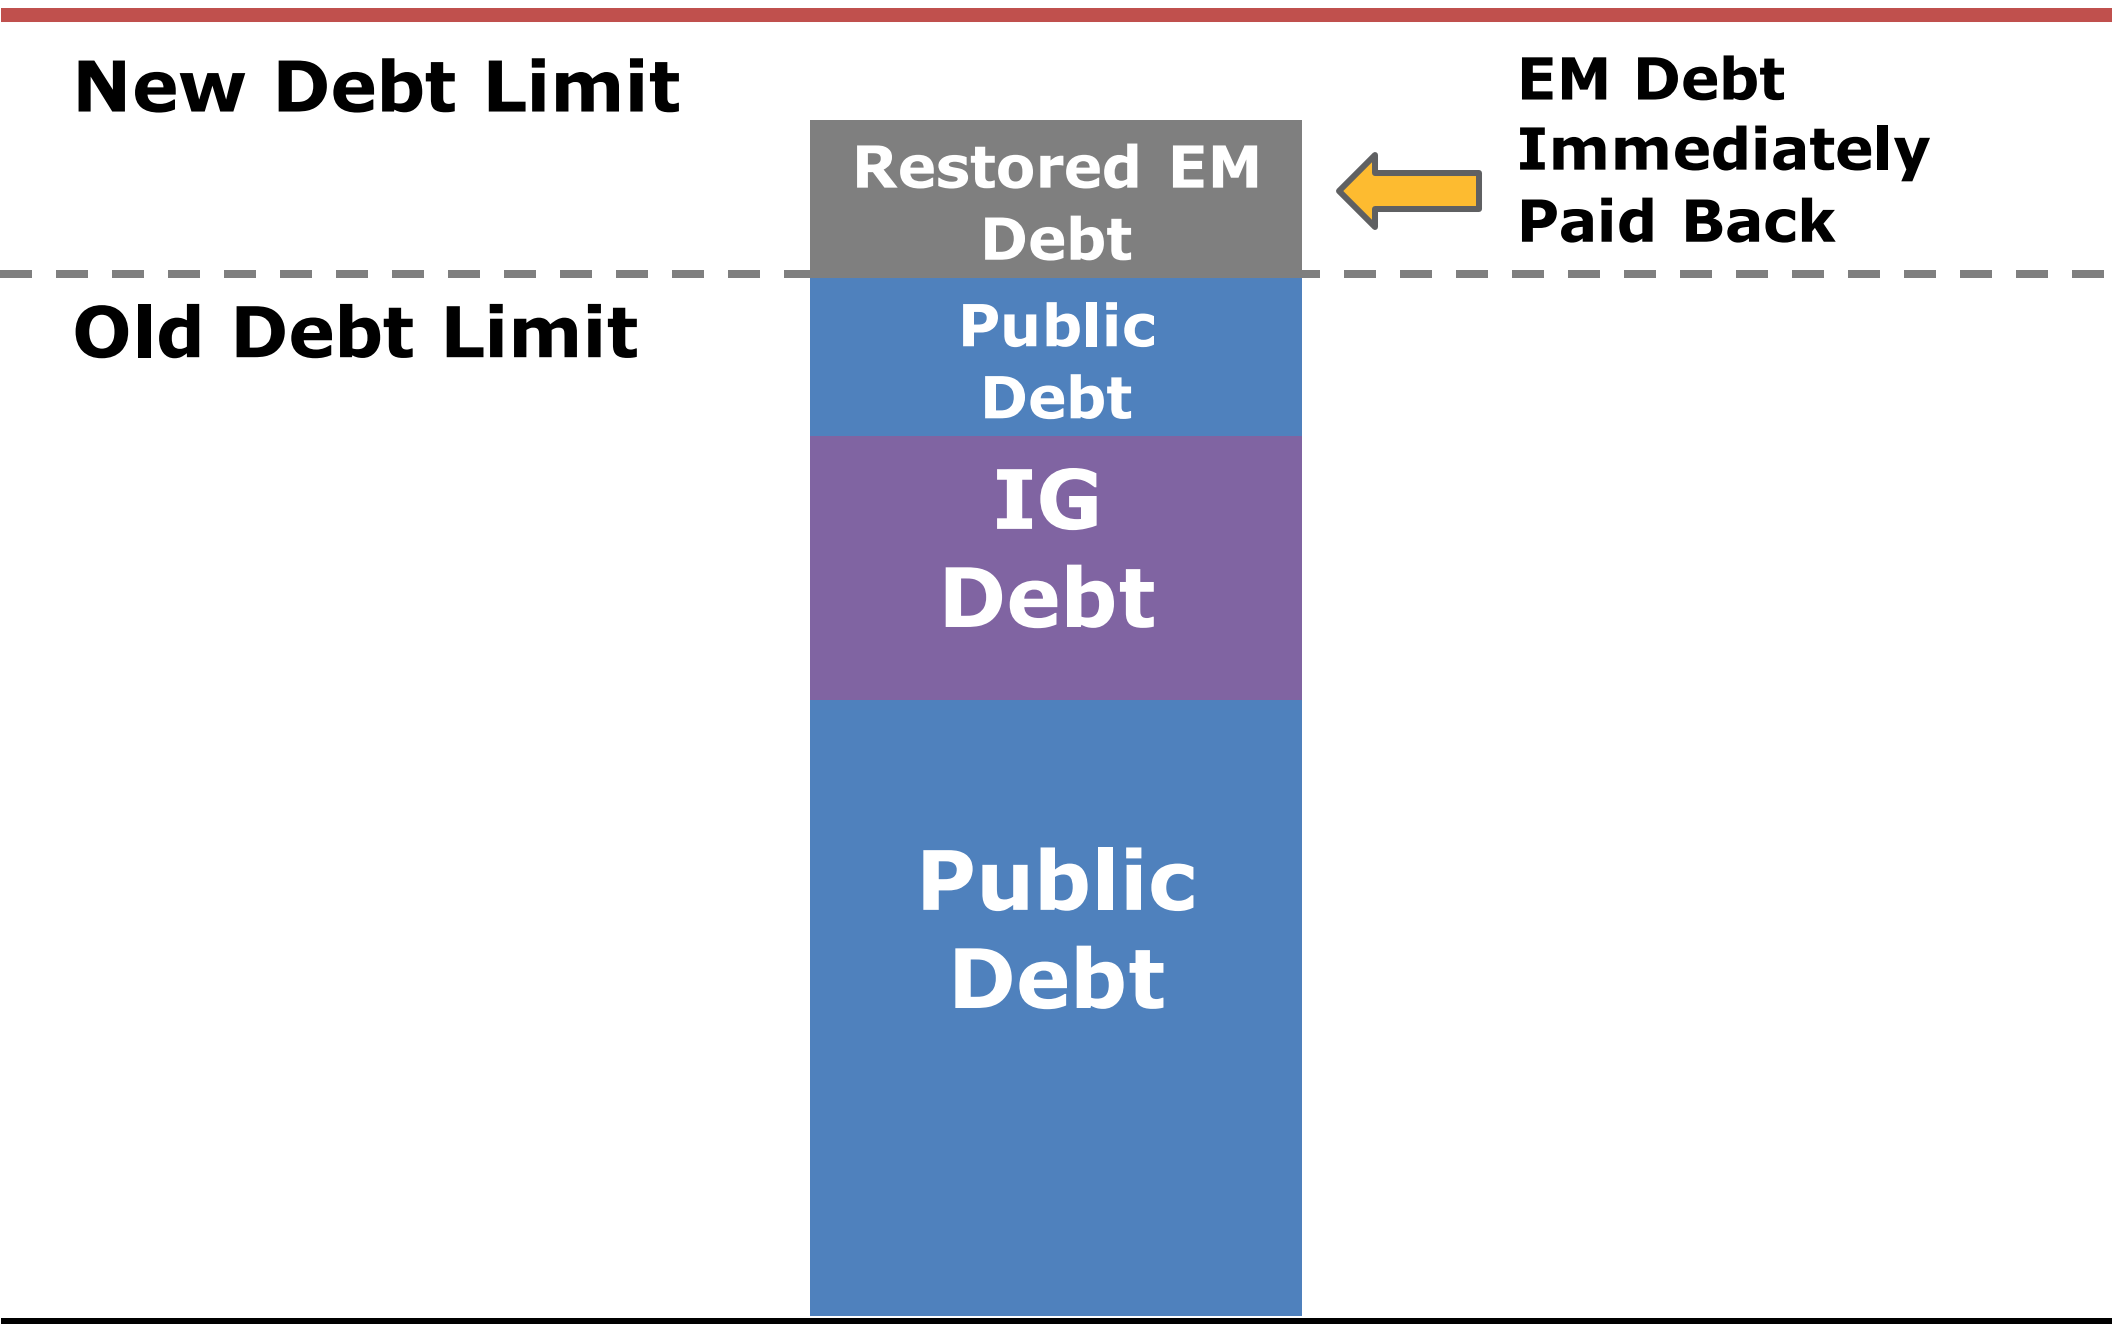 New Debt Limit
EM Debt
Immediately
Paid Back
Restored EM
Debt
Old Debt Limit
Public
Debt
IG
Debt
Public
Debt